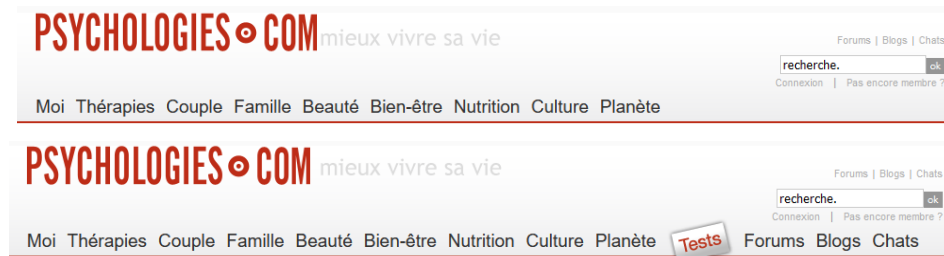 PSYCHOLOGIES COM mieux vivre sa vie
Forums | Blogs | Chats
recherche. ok
Connexion | Pas encore membre ?
Moi Thérapies Couple Famille Beauté Bien-être Nutrition Culture Planète
PSYCHOLOGIES COM mieux vivre sa vie
Forums | Blogs | Chats
recherche. ok
Connexion | Pas encore membre ?
Moi Thérapies Couple Famille Beauté Bien-être Nutrition Culture Planète Tests Forums Blogs Chats